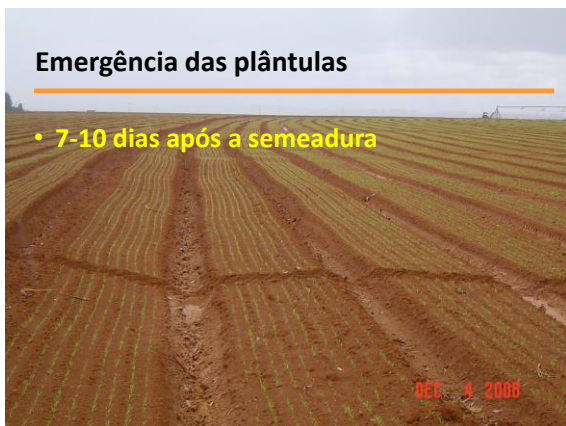 Emergência das plântulas
• 7-10 dias após a semeadura
DEC 4 2008